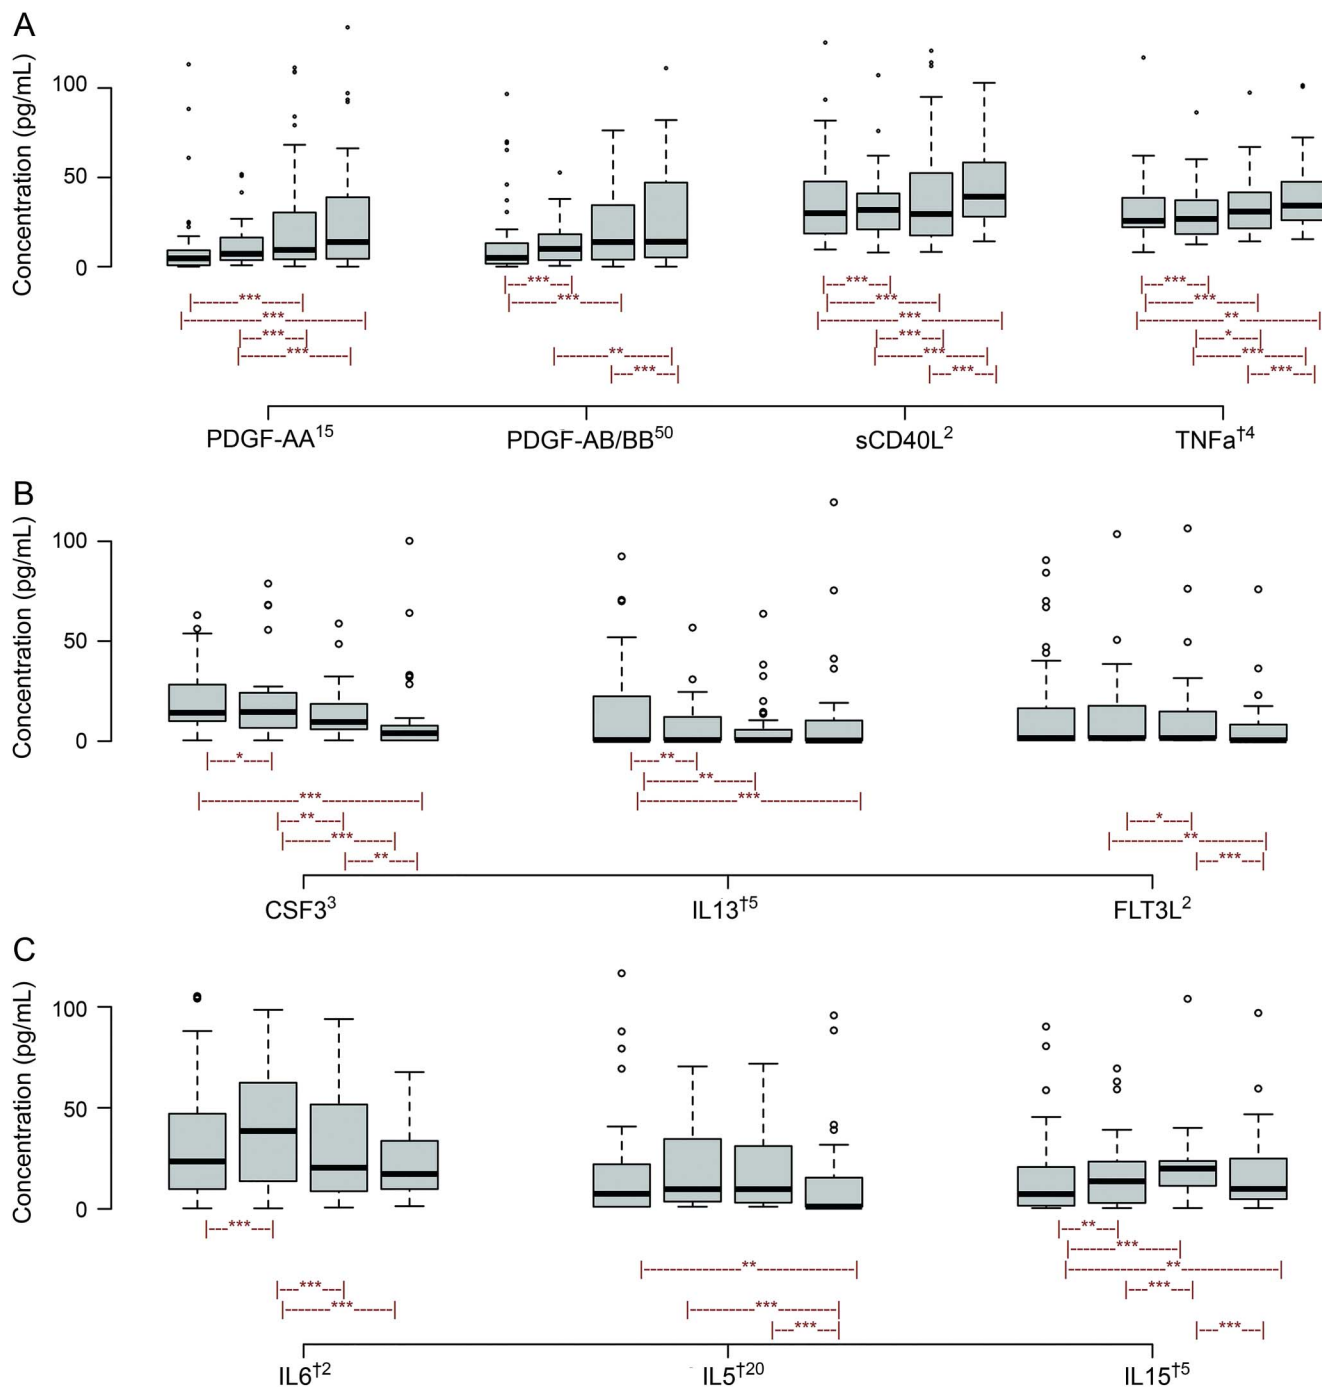 A
Concentration (pg/mL)
100
50
0
|---***---| |---***---| |---***---|
|-------***-------| |-------***-------| |-------***-------| |-------***-------|
|------------***------------| |------------***------------| |------------**------------|
|---***---| |---***---| |----*----|
|-------***-------| |-------**-------| |-------***-------| |-------***-------|
|---***---| |---***---| |---***---|
PDGF-AA¹⁵ PDGF-AB/BB⁵⁰ sCD40L² TNFa†⁴
B
Concentration (pg/mL)
100
50
0
|----*----| |----**---|
|-------**-------|
|------------***------------| |------------***------------|
|---**----| |----*----|
|-------***------| |-----------**---------|
|----**----| |---***----|
CSF3³ IL13†⁵ FLT3L²
C
Concentration (pg/mL)
100
50
0
|---***---| |---**---|
|-------***-------|
|--------------**-------------| |--------------**-------------|
|---***---| |---***---|
|-------***------| |----------***--------|
|---***---| |---***---|
IL6†² IL5†²⁰ IL15†⁵